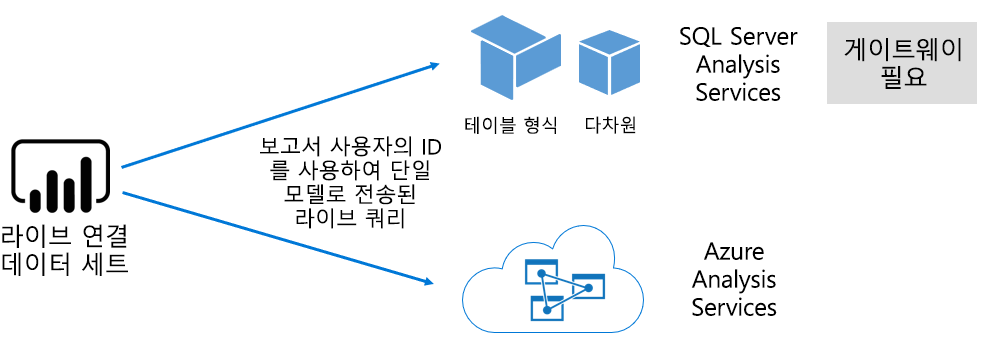 SQL Server
Analysis
Services
게이트웨이
필요
테이블 형식
다차원
보고서 사용자의 ID
를 사용하여 단일
모델로 전송된
라이브 쿼리
라이브 연결
데이터 세트
Azure
Analysis
Services